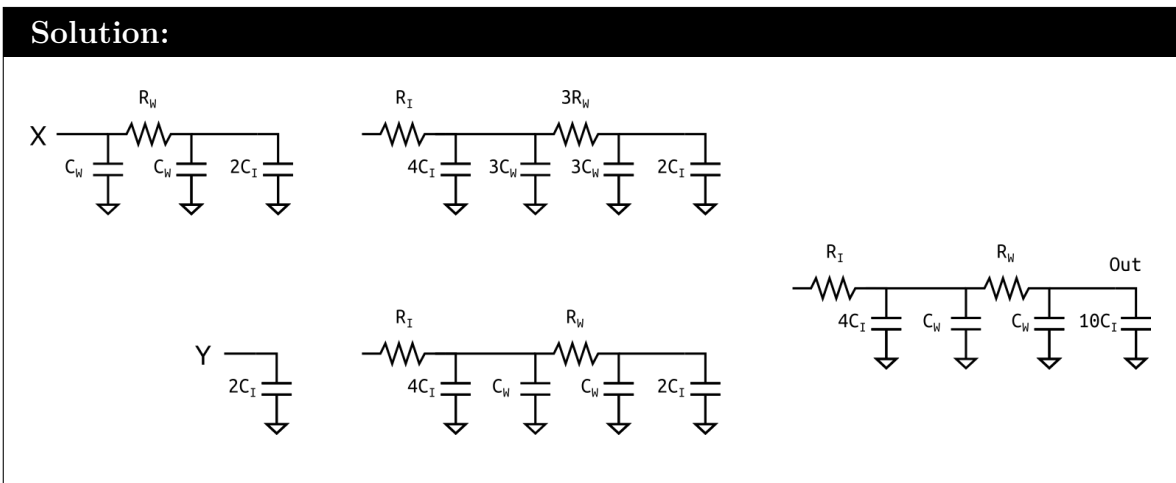 Solution:
R_W
X
C_W C_W 2C_I
R_I 3R_W
4C_I 3C_W 3C_W 2C_I
Y
2C_I
R_I R_W
4C_I C_W C_W 2C_I
R_I R_W Out
4C_I C_W C_W 10C_I